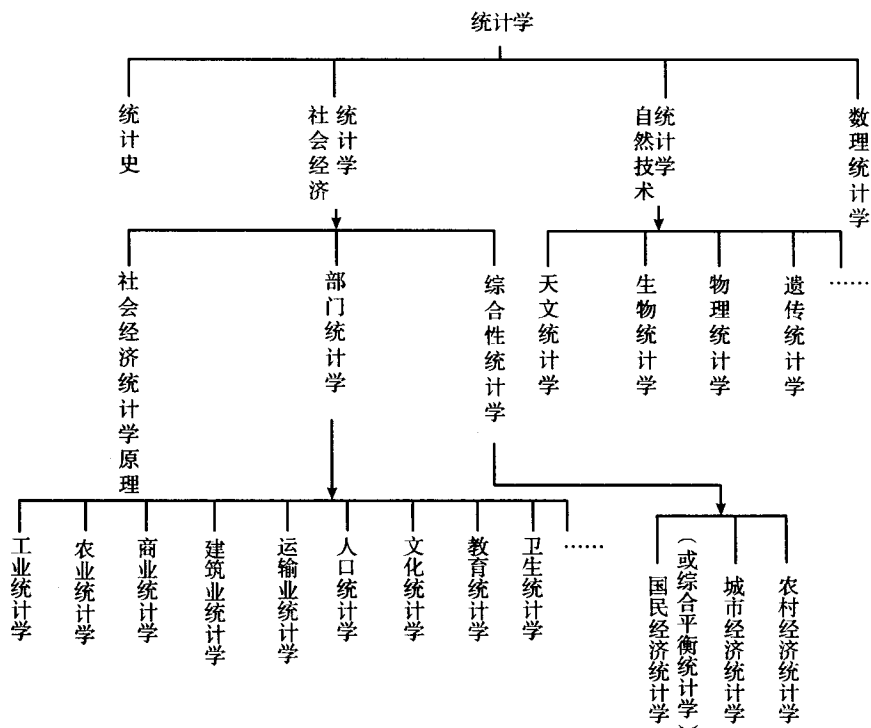 统计学
统计史
社会经济
统计学
自然技术
统计学
数理统计学
社会经济统计学原理
部门统计学
综合性统计学
天文统计学
生物统计学
物理统计学
遗传统计学
……
工业统计学
农业统计学
商业统计学
建筑业统计学
运输业统计学
人口统计学
文化统计学
教育统计学
卫生统计学
……
国民经济统计学
（或综合平衡统计学）
城市经济统计学
农村经济统计学